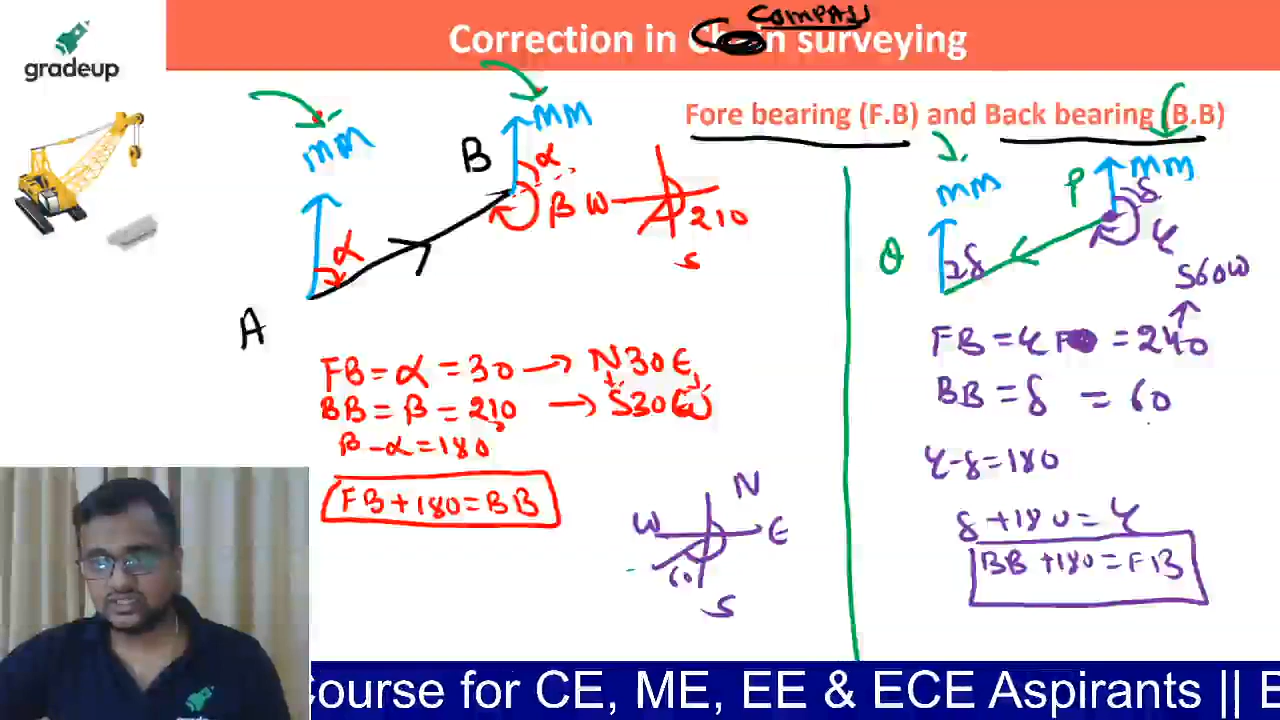 gradeup
COMPASS
Correction in Chain surveying
Fore bearing (F.B) and Back bearing (B.B)
MM
MM
B
α
β
α
A
W
210
S
FB = α = 30 → N30E
BB = β = 210 → S30W
β - α = 180
FB + 180 = BB
N
W
E
60
S
MM
MM
P
δ
Q
δ
S60W
FB = = 240
BB = δ = 60
- δ = 180
δ + 180 =
BB + 180 = FB
Course for CE, ME, EE & ECE Aspirants ||